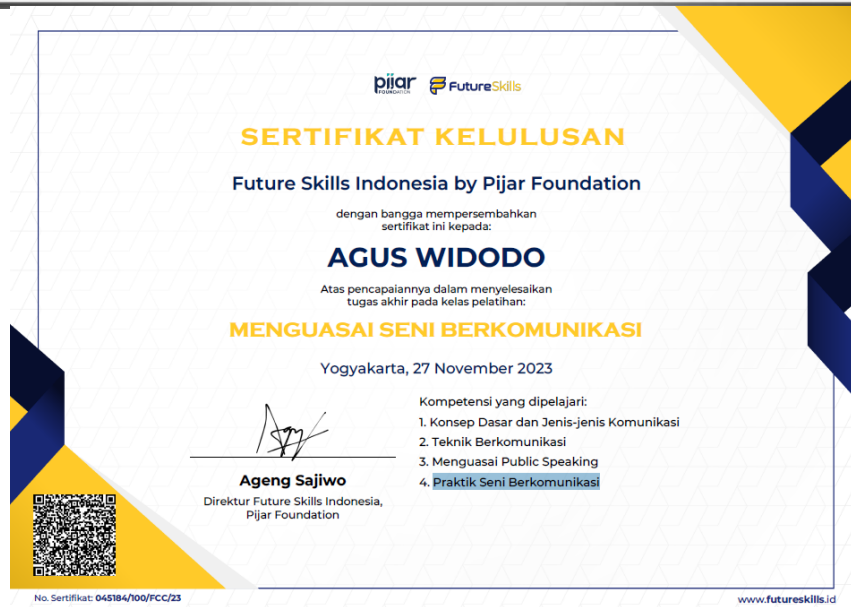 pijar
FOUNDATION
FutureSkills
SERTIFIKAT KELULUSAN
Future Skills Indonesia by Pijar Foundation
dengan bangga mempersembahkan
sertifikat ini kepada:
AGUS WIDODO
Atas pencapaiannya dalam menyelesaikan
tugas akhir pada kelas pelatihan:
MENGUASAI SENI BERKOMUNIKASI
Yogyakarta, 27 November 2023
Kompetensi yang dipelajari:
1. Konsep Dasar dan Jenis-jenis Komunikasi
2. Teknik Berkomunikasi
3. Menguasai Public Speaking
4. Praktik Seni Berkomunikasi
Ageng Sajiwo
Direktur Future Skills Indonesia,
Pijar Foundation
No. Sertifikat: 045184/100/FCC/23
www.futureskills.id